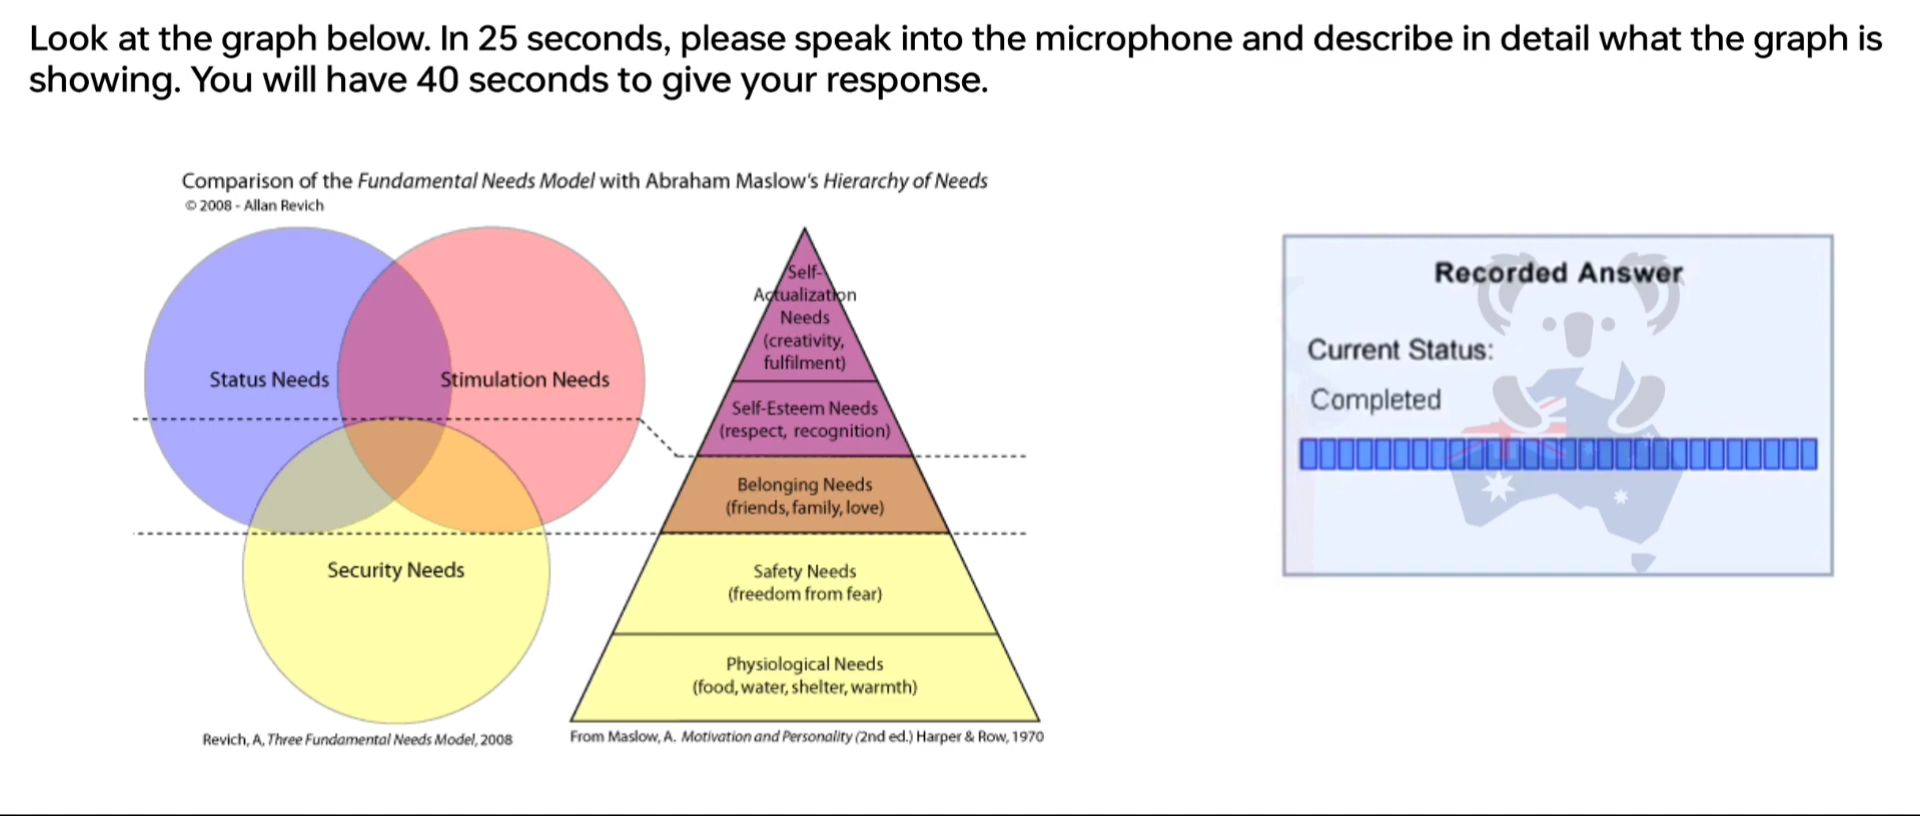 Look at the graph below. In 25 seconds, please speak into the microphone and describe in detail what the graph is
showing. You will have 40 seconds to give your response.
Comparison of the Fundamental Needs Model with Abraham Maslow's Hierarchy of Needs
© 2008 - Allan Revich
Status Needs
Stimulation Needs
Security Needs
Revich, A, Three Fundamental Needs Model, 2008
Self-
Actualization
Needs
(creativity,
fulfilment)
Self-Esteem Needs
(respect, recognition)
Belonging Needs
(friends, family, love)
Safety Needs
(freedom from fear)
Physiological Needs
(food, water, shelter, warmth)
From Maslow, A. Motivation and Personality (2nd ed.) Harper & Row, 1970
Recorded Answer
Current Status:
Completed